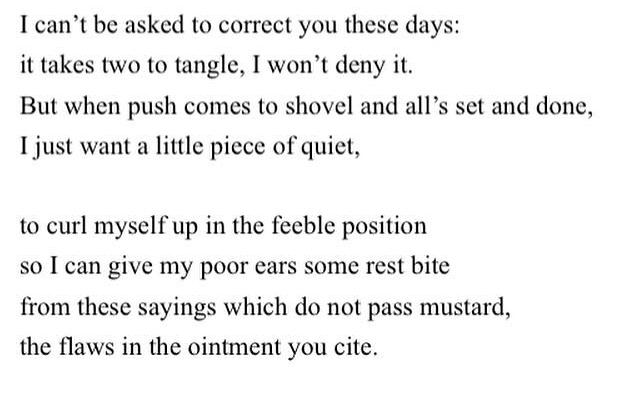 I can’t be asked to correct you these days:
it takes two to tangle, I won’t deny it.
But when push comes to shovel and all’s set and done,
I just want a little piece of quiet,
to curl myself up in the feeble position
so I can give my poor ears some rest bite
from these sayings which do not pass mustard,
the flaws in the ointment you cite.